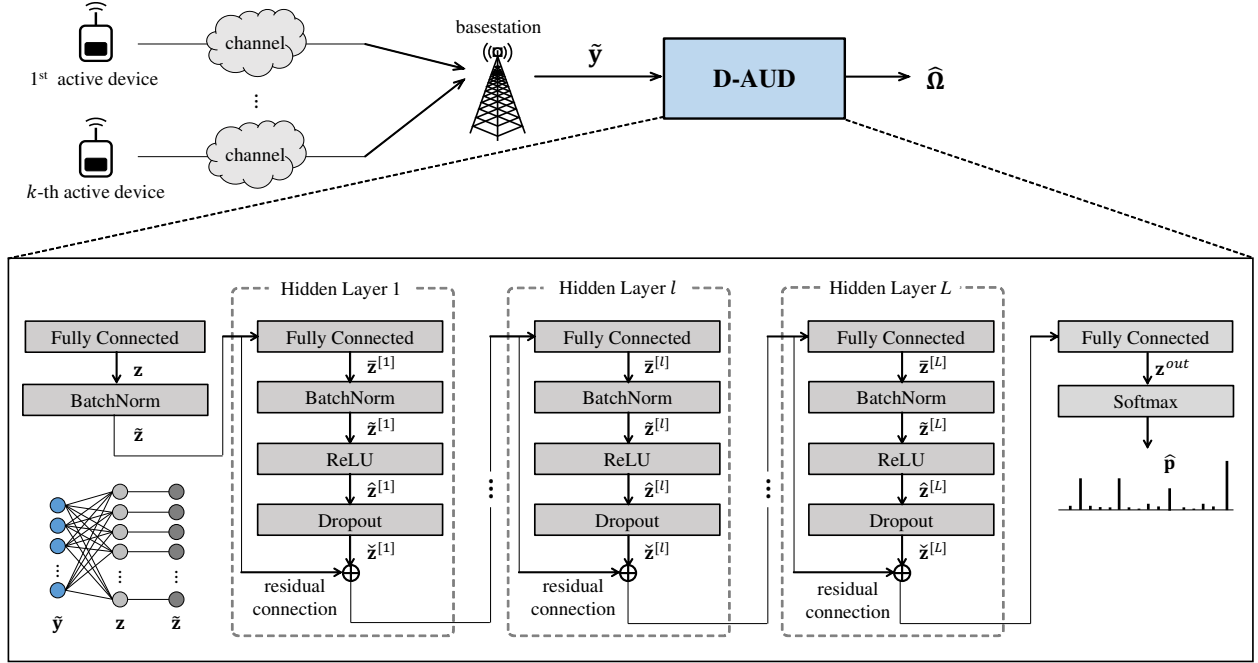 1st active device
channel
⋮
k-th active device
channel
basestation
ỹ
D-AUD
Ω̂
Fully Connected
z
BatchNorm
z̃
ỹ
z
z̃
Hidden Layer 1
Fully Connected
z̄[1]
BatchNorm
z̃[1]
ReLU
ẑ[1]
Dropout
ž[1]
residual
connection
⋮
Hidden Layer l
Fully Connected
z̄[l]
BatchNorm
z̃[l]
ReLU
ẑ[l]
Dropout
ž[l]
residual
connection
⋮
Hidden Layer L
Fully Connected
z̄[L]
BatchNorm
z̃[L]
ReLU
ẑ[L]
Dropout
ž[L]
residual
connection
Fully Connected
zout
Softmax
p̂